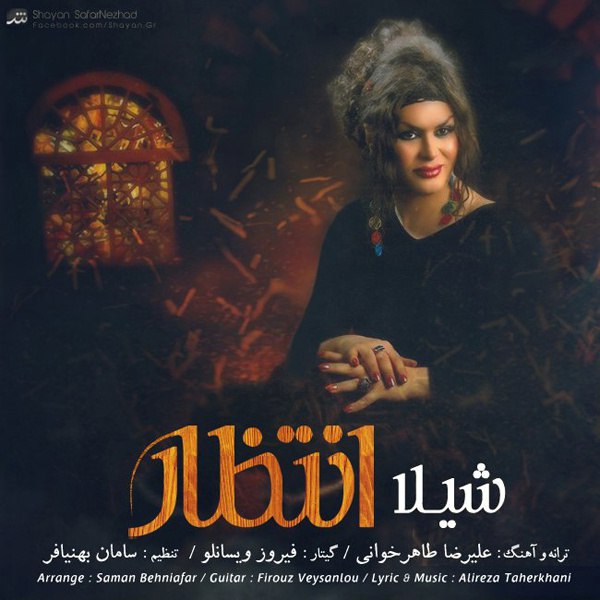 Shayan SafarNezhad
Facebook.com/Shayan.Gr
شیلا انتظار
ترانه و آهنگ : علیرضا طاهرخوانی / گیتار : فیروز ویسانلو / تنظیم : سامان بهنیافر
Arrange : Saman Behniafar / Guitar : Firouz Veysanlou / Lyric & Music : Alireza Taherkhani